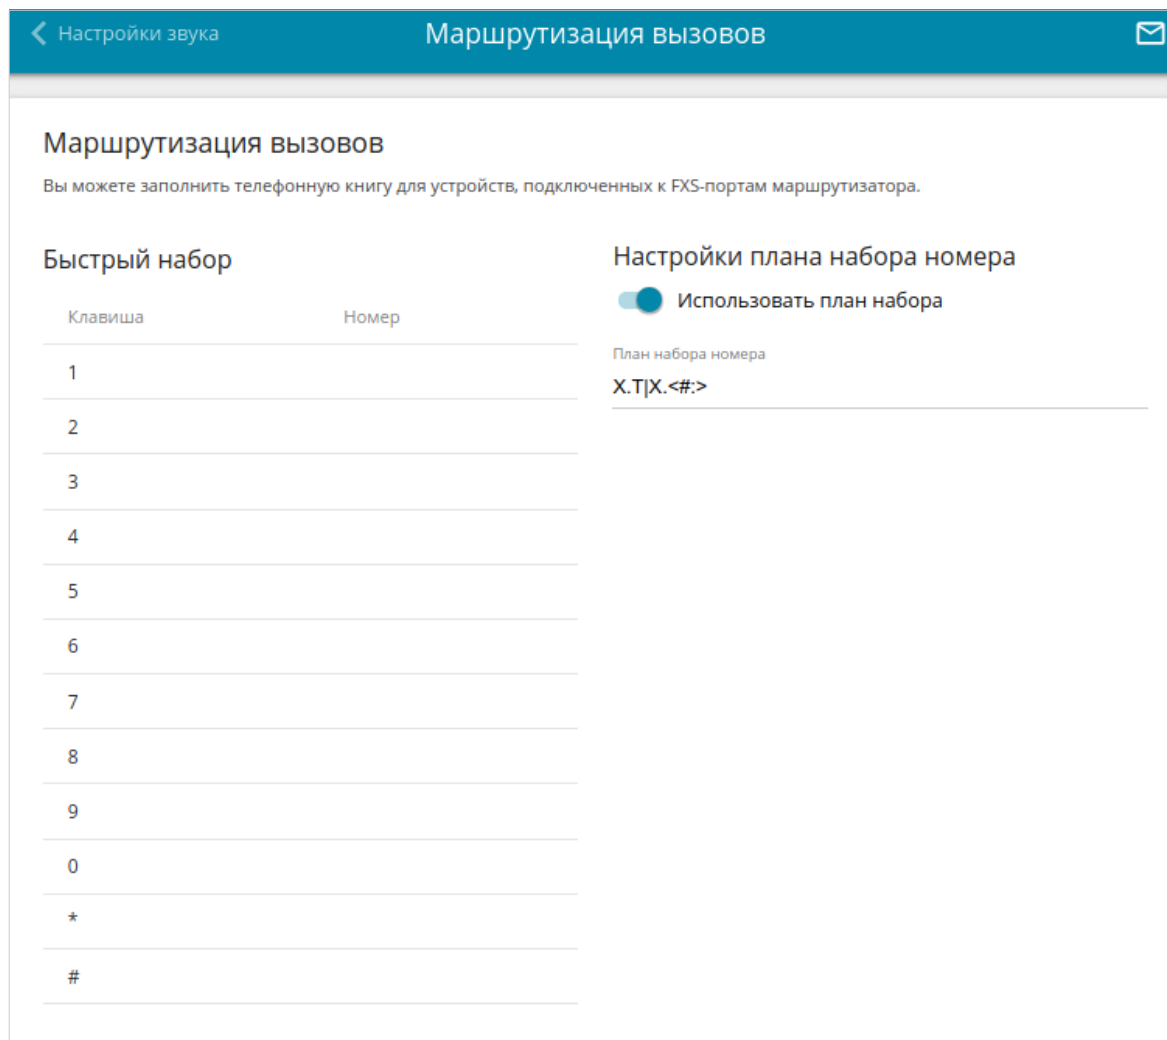 Настройки звука
Маршрутизация вызовов
Маршрутизация вызовов
Вы можете заполнить телефонную книгу для устройств, подключенных к FXS-портам маршрутизатора.
Быстрый набор
Клавиша Номер
1
2
3
4
5
6
7
8
9
0
*
#
Настройки плана набора номера
Использовать план набора
План набора номера
X.T|X.<#:>